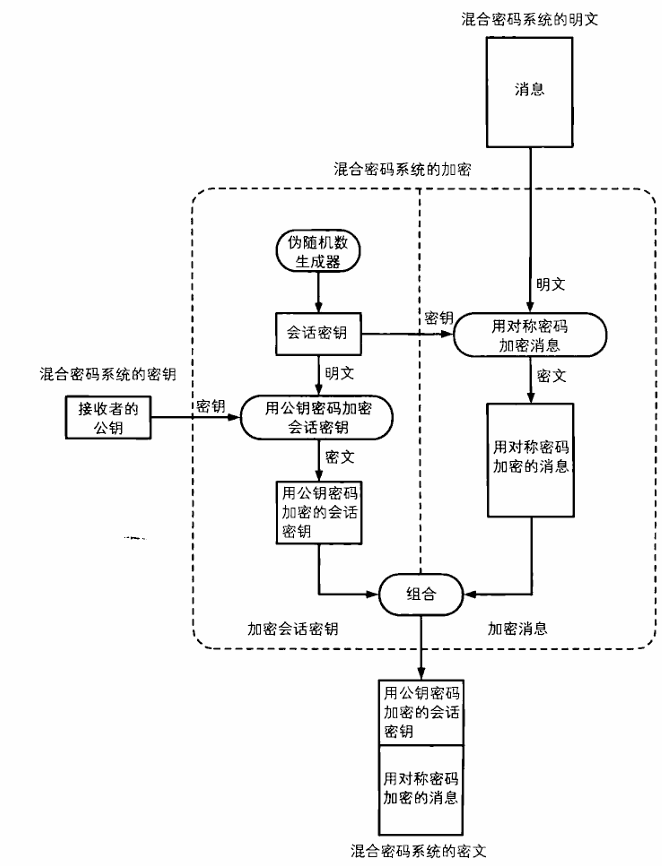 混合密码系统的明文
消息
混合密码系统的加密
伪随机数
生成器
明文
会话密钥
密钥
用对称密码
加密消息
混合密码系统的密钥
明文
密文
接收者的
公钥
密钥
用公钥密码加密
会话密钥
用对称密码
加密的消息
密文
用公钥密码
加密的会话
密钥
组合
加密会话密钥
加密消息
用公钥密码
加密的会话
密钥
用对称密码
加密的消息
混合密码系统的密文